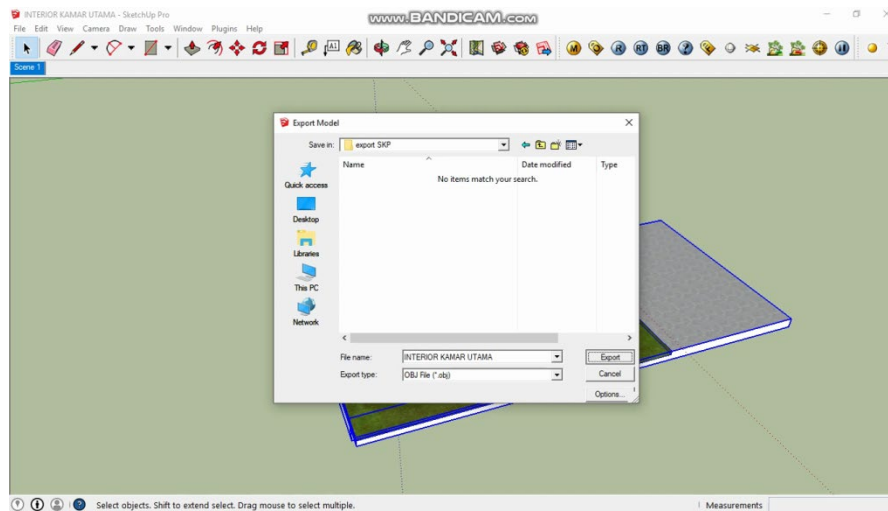 INTERIOR KAMAR UTAMA - SketchUp Pro
www.BANDICAM.com
File Edit View Camera Draw Tools Window Plugins Help
M R RT BR
Scene 1
Export Model
Save in: export SKP
Name Date modified Type
No items match your search.
Quick access
Desktop
Libraries
This PC
Network
File name: INTERIOR KAMAR UTAMA Export
Export type: OBJ File (*.obj) Cancel
Options...
Select objects. Shift to extend select. Drag mouse to select multiple. Measurements